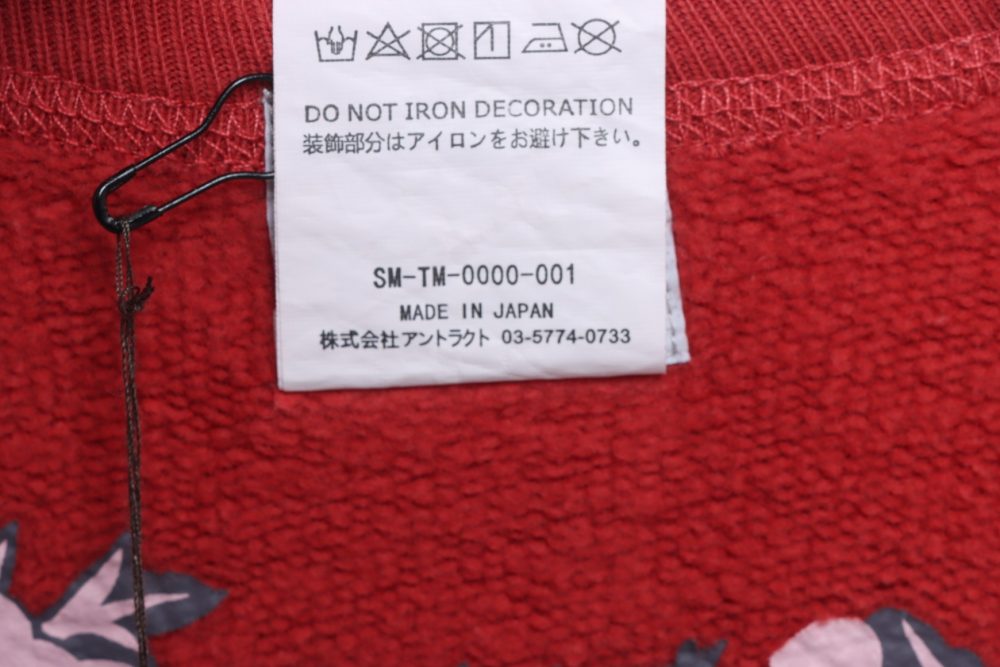 DO NOT IRON DECORATION
装飾部分はアイロンをお避け下さい。
SM-TM-0000-001
MADE IN JAPAN
株式会社アントラクト 03-5774-0733